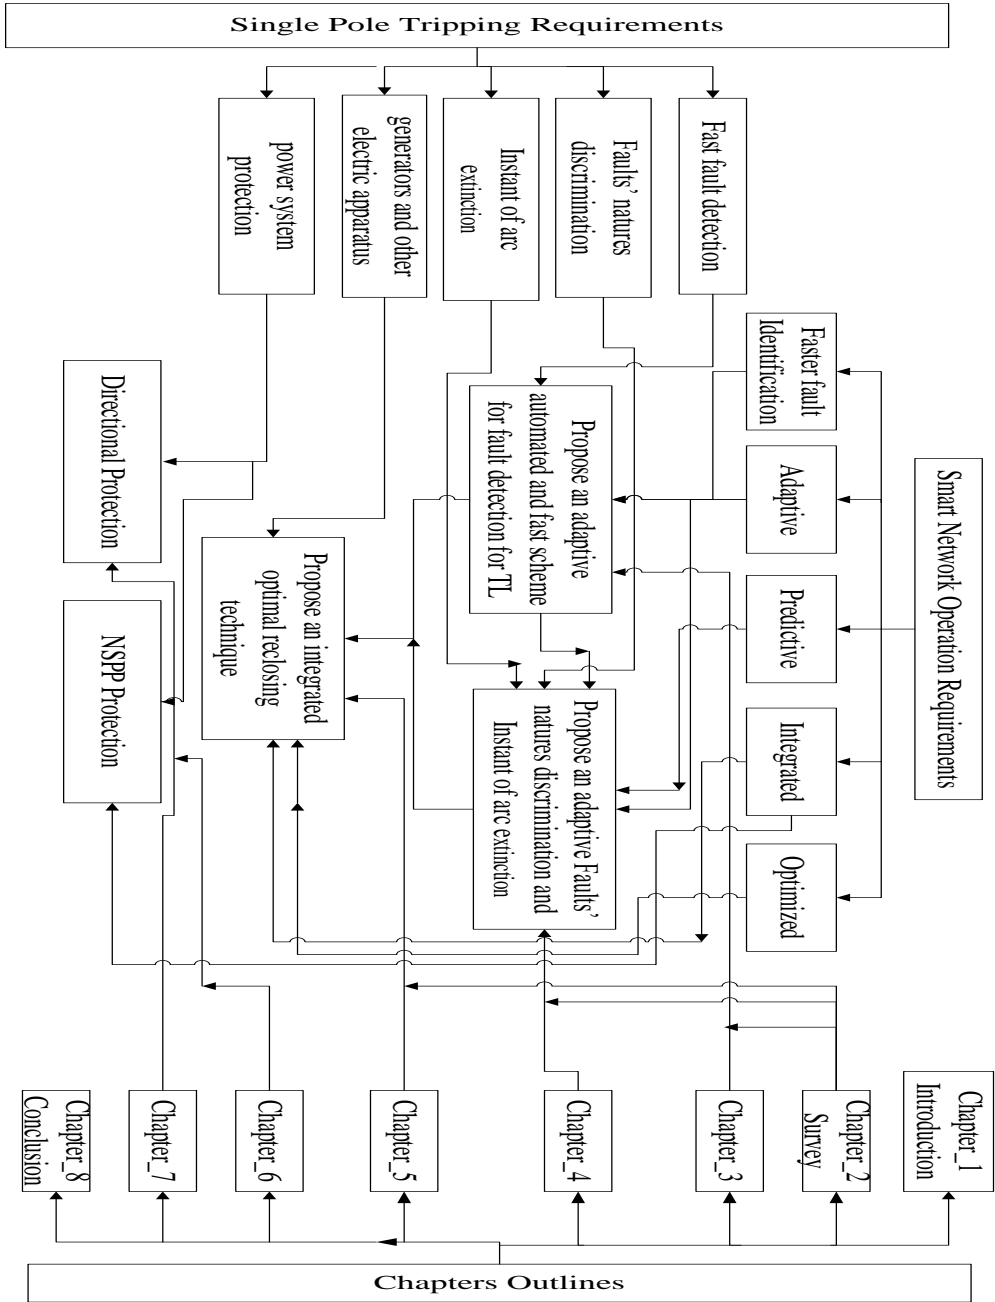 Single Pole Tripping Requirements
power system
protection
generators and other
electric apparatus
Instant of arc
extinction
Faults’ natures
discrimination
Fast fault detection
Faster fault
Identification
Adaptive
Predictive
Integrated
Optimized
Smart Network Operation Requirements
Propose an adaptive
automated and fast scheme
for fault detection for TL
Propose an adaptive Faults’
natures discrimination and
Instant of arc extinction
Propose an integrated
optimal reclosing
technique
Directional Protection
NSPP Protection
Chapter_1
Introduction
Chapter_2
Survey
Chapter_3
Chapter_4
Chapter_5
Chapter_6
Chapter_7
Chapter_8
Conclusion
Chapters Outlines